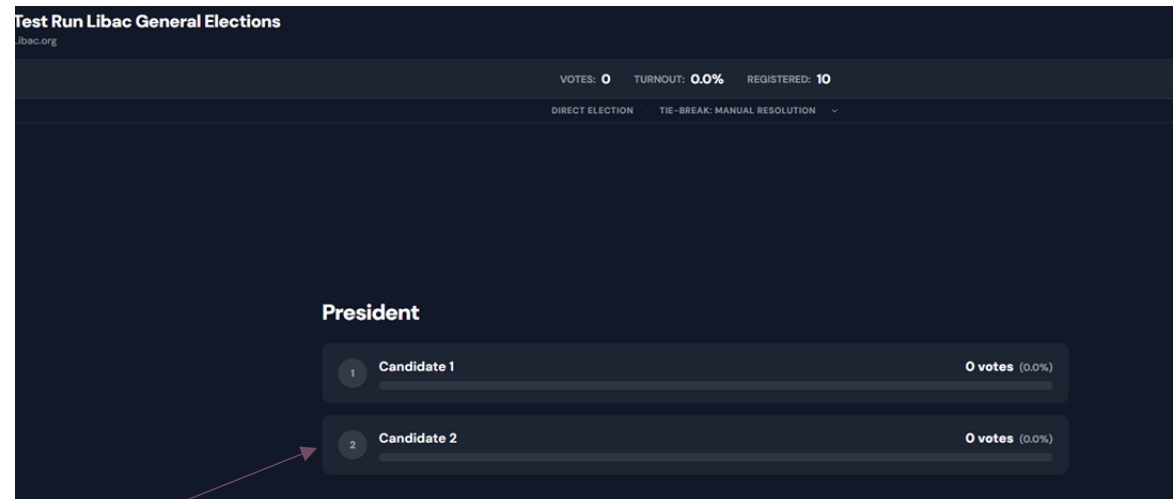 Test Run Libac General Elections
Libac.org
VOTES: 0 TURNOUT: 0.0% REGISTERED: 10
DIRECT ELECTION TIE-BREAK: MANUAL RESOLUTION
President
1 Candidate 1 0 votes (0.0%)
2 Candidate 2 0 votes (0.0%)